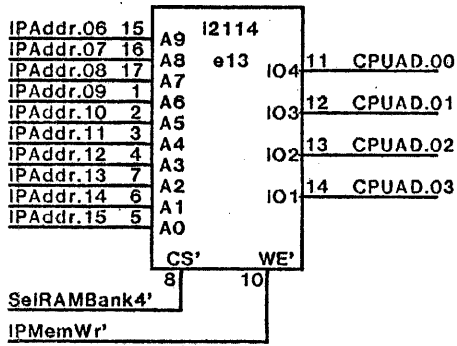 IPAddr.06 15 A9 i2114
IPAddr.07 16 A8 e13
IPAddr.08 17 A7 IO4 11 CPUAD.00
IPAddr.09 1 A6
IPAddr.10 2 A5 IO3 12 CPUAD.01
IPAddr.11 3 A4
IPAddr.12 4 A3 IO2 13 CPUAD.02
IPAddr.13 7 A2
IPAddr.14 6 A1 IO1 14 CPUAD.03
IPAddr.15 5 A0
CS' WE'
8 10
SelRAMBank4'
IPMemWr'